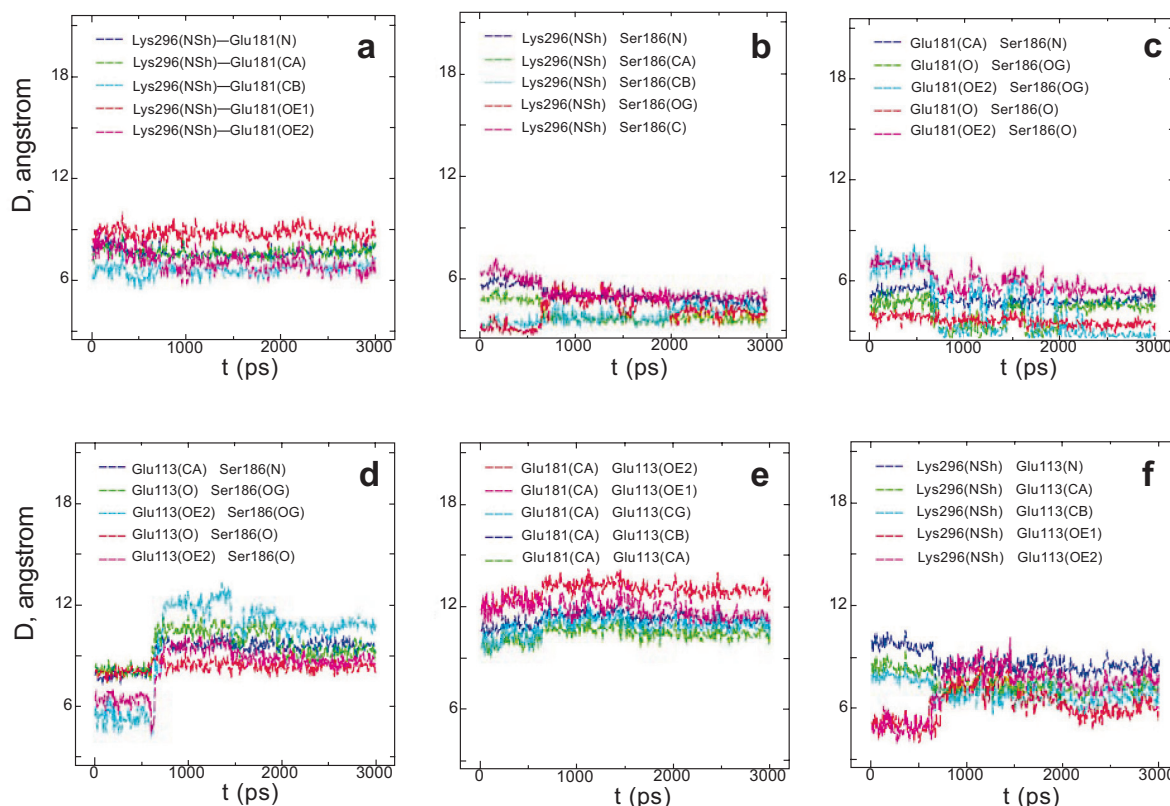 a
Lys296(NSh)—Glu181(N)
Lys296(NSh)—Glu181(CA)
Lys296(NSh)—Glu181(CB)
Lys296(NSh)—Glu181(OE1)
Lys296(NSh)—Glu181(OE2)
18
12
6
D, angstrom
0 1000 2000 3000
t (ps)
b
Lys296(NSh) Ser186(N)
Lys296(NSh) Ser186(CA)
Lys296(NSh) Ser186(CB)
Lys296(NSh) Ser186(OG)
Lys296(NSh) Ser186(C)
18
12
6
0 1000 2000 3000
t (ps)
c
Glu181(CA) Ser186(N)
Glu181(O) Ser186(OG)
Glu181(OE2) Ser186(OG)
Glu181(O) Ser186(O)
Glu181(OE2) Ser186(O)
18
12
6
0 1000 2000 3000
t (ps)
d
Glu113(CA) Ser186(N)
Glu113(O) Ser186(OG)
Glu113(OE2) Ser186(OG)
Glu113(O) Ser186(O)
Glu113(OE2) Ser186(O)
18
12
6
D, angstrom
0 1000 2000 3000
t (ps)
e
Glu181(CA) Glu113(OE2)
Glu181(CA) Glu113(OE1)
Glu181(CA) Glu113(CG)
Glu181(CA) Glu113(CB)
Glu181(CA) Glu113(CA)
18
12
6
0 1000 2000 3000
t (ps)
f
Lys296(NSh) Glu113(N)
Lys296(NSh) Glu113(CA)
Lys296(NSh) Glu113(CB)
Lys296(NSh) Glu113(OE1)
Lys296(NSh) Glu113(OE2)
18
12
6
0 1000 2000 3000
t (ps)